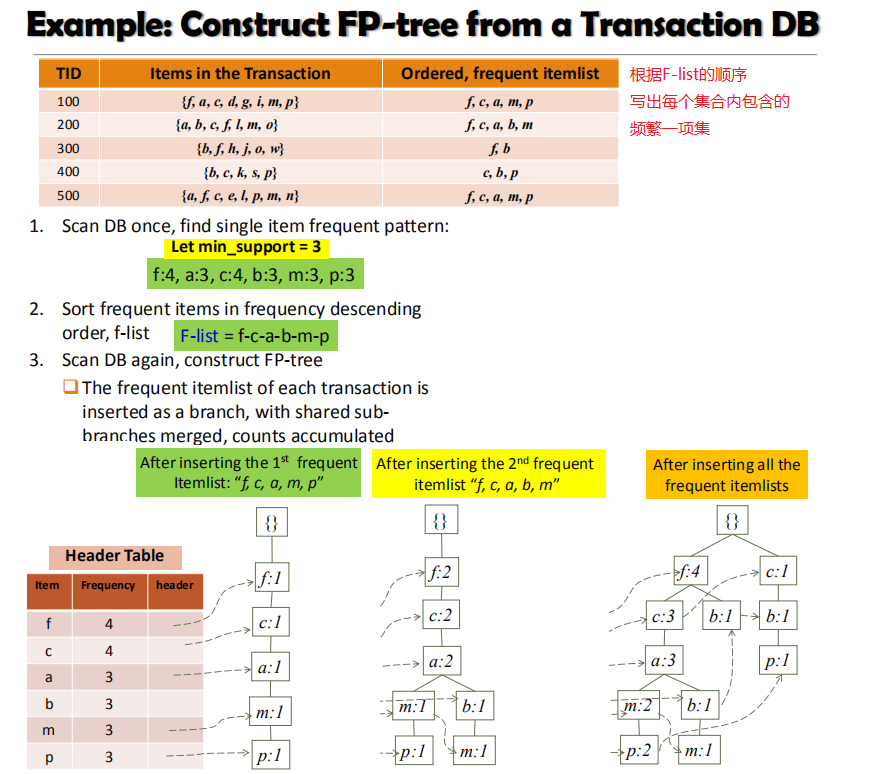 Example: Construct FP-tree from a Transaction DB
TID Items in the Transaction Ordered, frequent itemlist
100 {f, a, c, d, g, i, m, p} f, c, a, m, p
200 {a, b, c, f, l, m, o} f, c, a, b, m
300 {b, f, h, j, o, w} f, b
400 {b, c, k, s, p} c, b, p
500 {a, f, c, e, l, p, m, n} f, c, a, m, p
根据F-list的顺序
写出每个集合内包含的
频繁一项集
1. Scan DB once, find single item frequent pattern:
Let min_support = 3
f:4, a:3, c:4, b:3, m:3, p:3
2. Sort frequent items in frequency descending
order, f-list F-list = f-c-a-b-m-p
3. Scan DB again, construct FP-tree
The frequent itemlist of each transaction is
inserted as a branch, with shared sub-
branches merged, counts accumulated
After inserting the 1st frequent
Itemlist: “f, c, a, m, p”
After inserting the 2nd frequent
itemlist “f, c, a, b, m”
After inserting all the
frequent itemlists
Header Table
Item Frequency header
f 4
c 4
a 3
b 3
m 3
p 3
{}
f:1
c:1
a:1
m:1
p:1
{}
f:2
c:2
a:2
m:1 b:1
p:1 m:1
{}
f:4 c:1
c:3 b:1 b:1
a:3 p:1
m:2 b:1
p:2 m:1